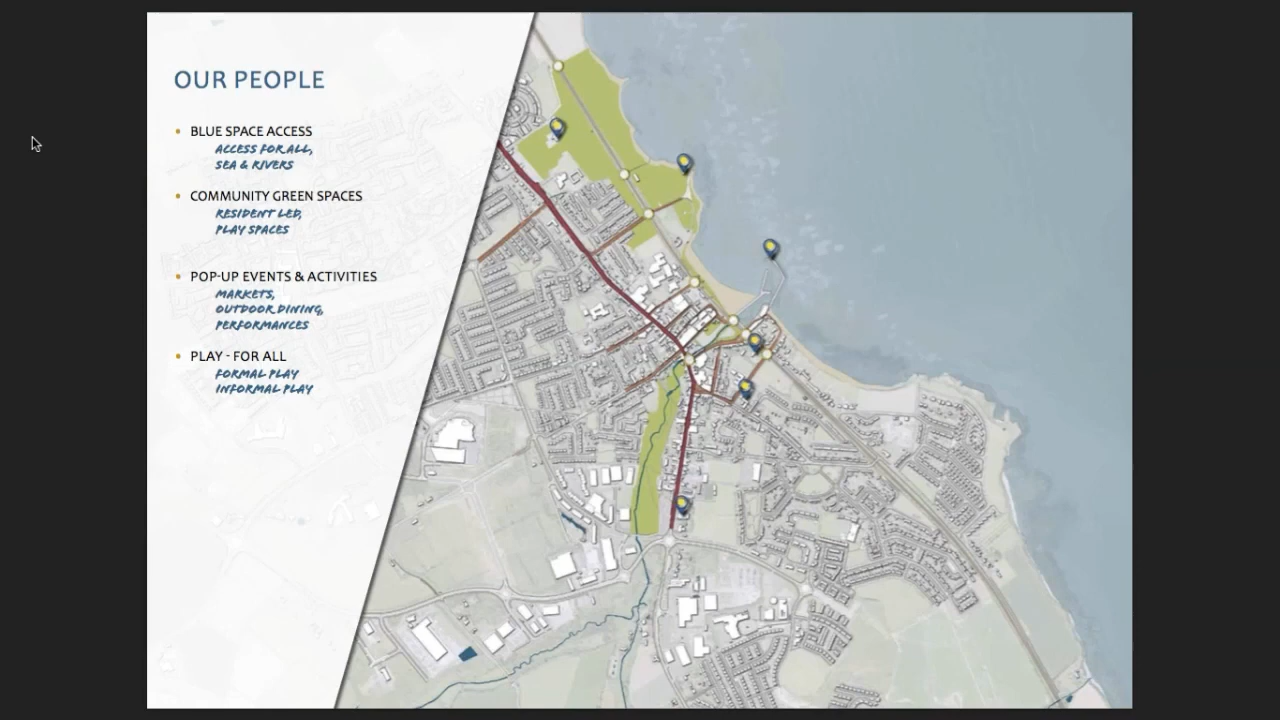 OUR PEOPLE
• BLUE SPACE ACCESS
ACCESS FOR ALL,
SEA & RIVERS
• COMMUNITY GREEN SPACES
RESIDENT LED,
PLAY SPACES
• POP-UP EVENTS & ACTIVITIES
MARKETS,
OUTDOOR DINING,
PERFORMANCES
• PLAY - FOR ALL
FORMAL PLAY
INFORMAL PLAY